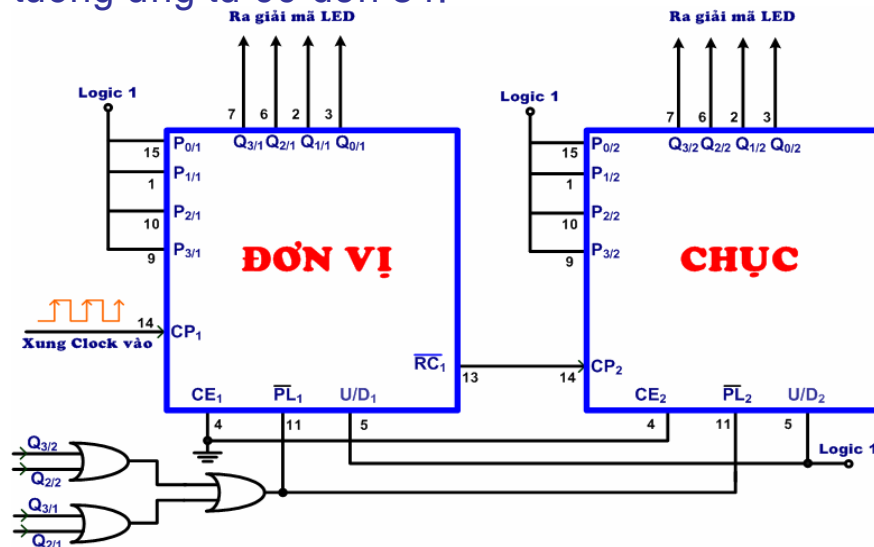 Ra giải mã LED
Ra giải mã LED
Logic 1
Logic 1
7 6 2 3
7 6 2 3
Q3/1 Q2/1 Q1/1 Q0/1
Q3/2 Q2/2 Q1/2 Q0/2
15 P0/1
15 P0/2
1 P1/1
1 P1/2
10 P2/1
10 P2/2
9 P3/1
9 P3/2
ĐƠN VỊ
CHỤC
14 CP1
Xung Clock vào
RC1 13
14 CP2
CE1 PL1 U/D1
CE2 PL2 U/D2
4 11 5
4 11 5
Logic 1
Q3/2
Q2/2
Q3/1
Q2/1